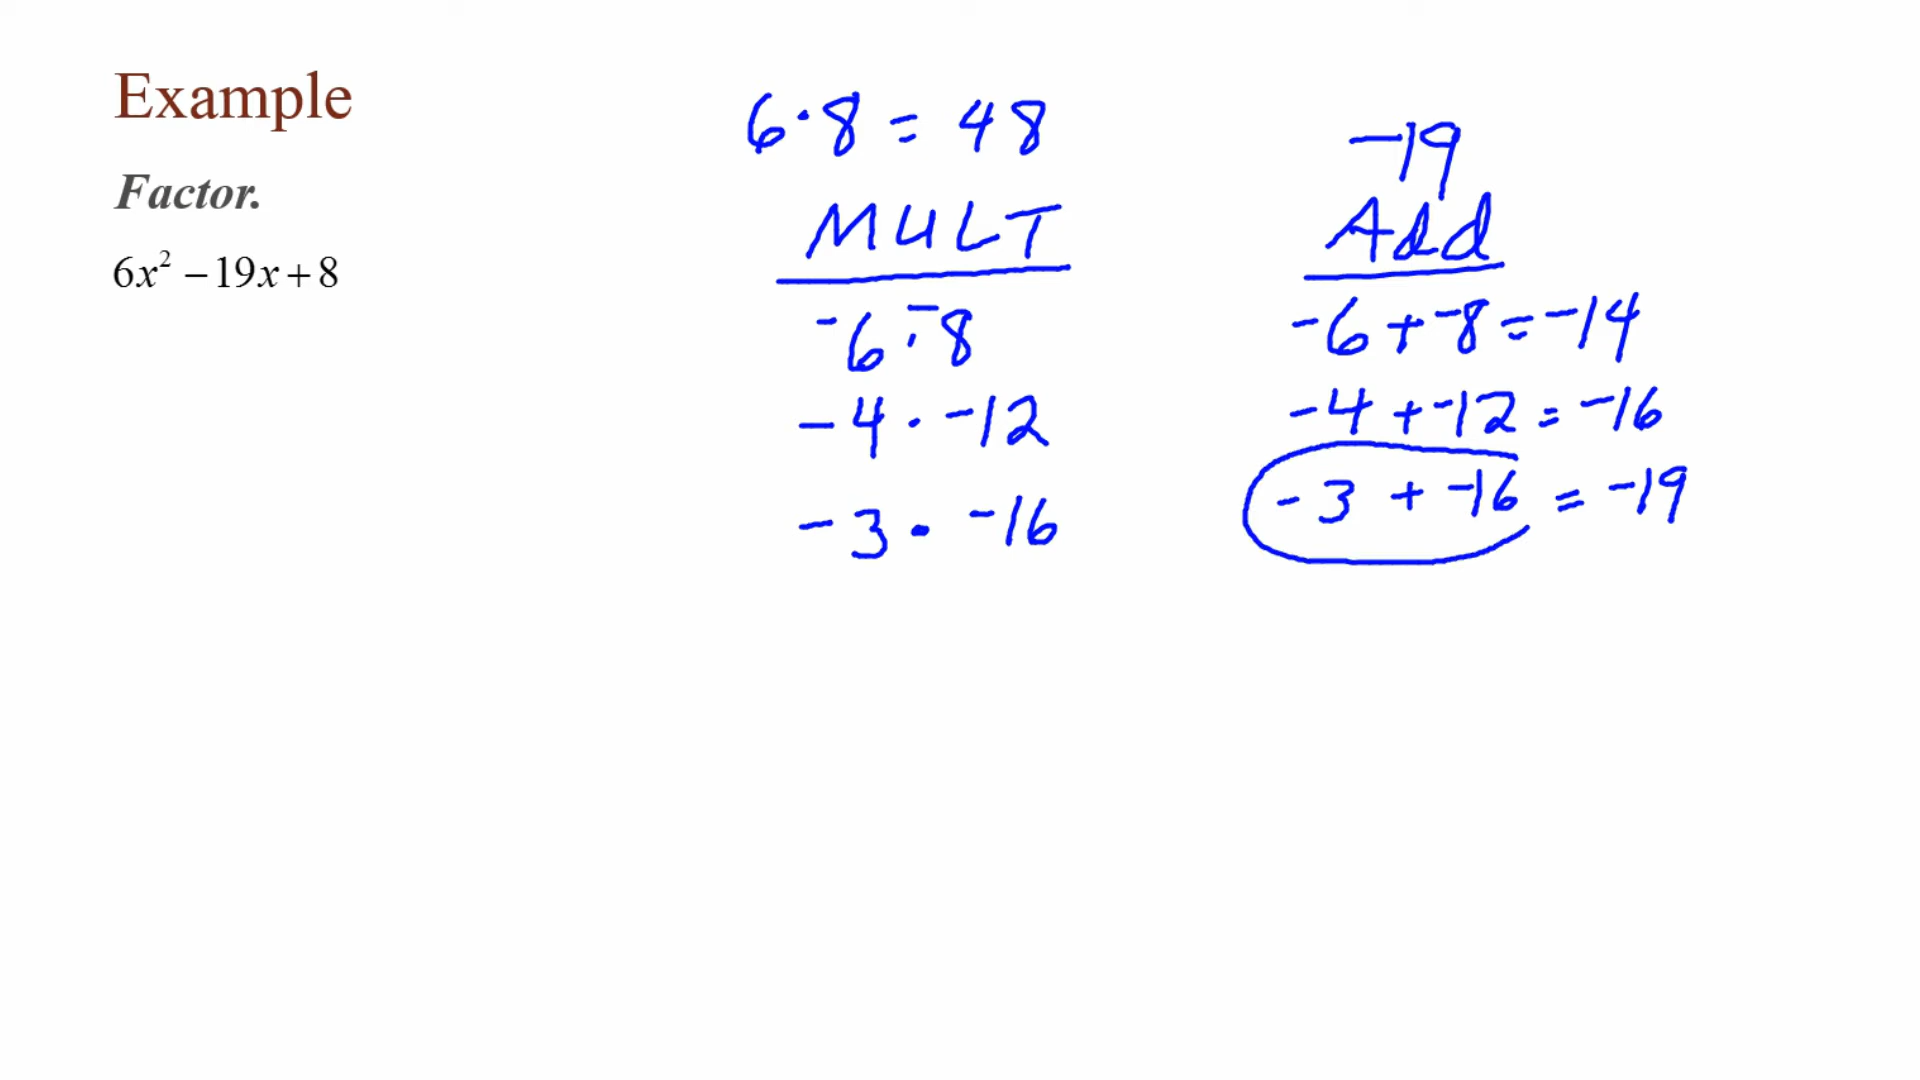 Example
Factor.
6x² − 19x + 8
6 · 8 = 48
MULT
-6 · -8
-4 · -12
-3 · -16
-19
Add
-6 + -8 = -14
-4 + -12 = -16
-3 + -16 = -19